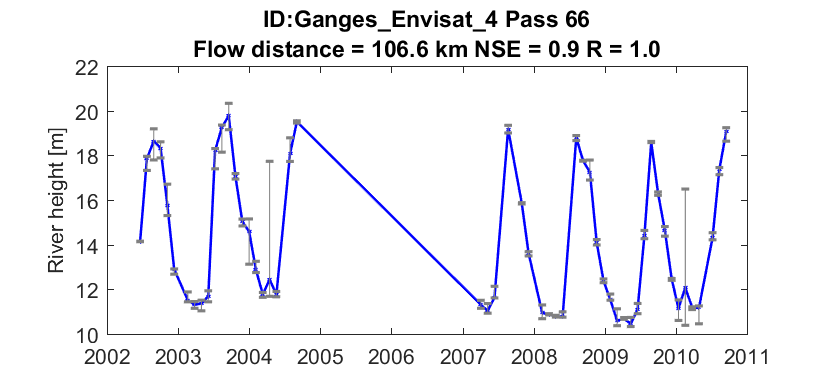 ID:Ganges_Envisat_4 Pass 66
Flow distance = 106.6 km NSE = 0.9 R = 1.0
River height [m]
22
20
18
16
14
12
10
2002 2003 2004 2005 2006 2007 2008 2009 2010 2011